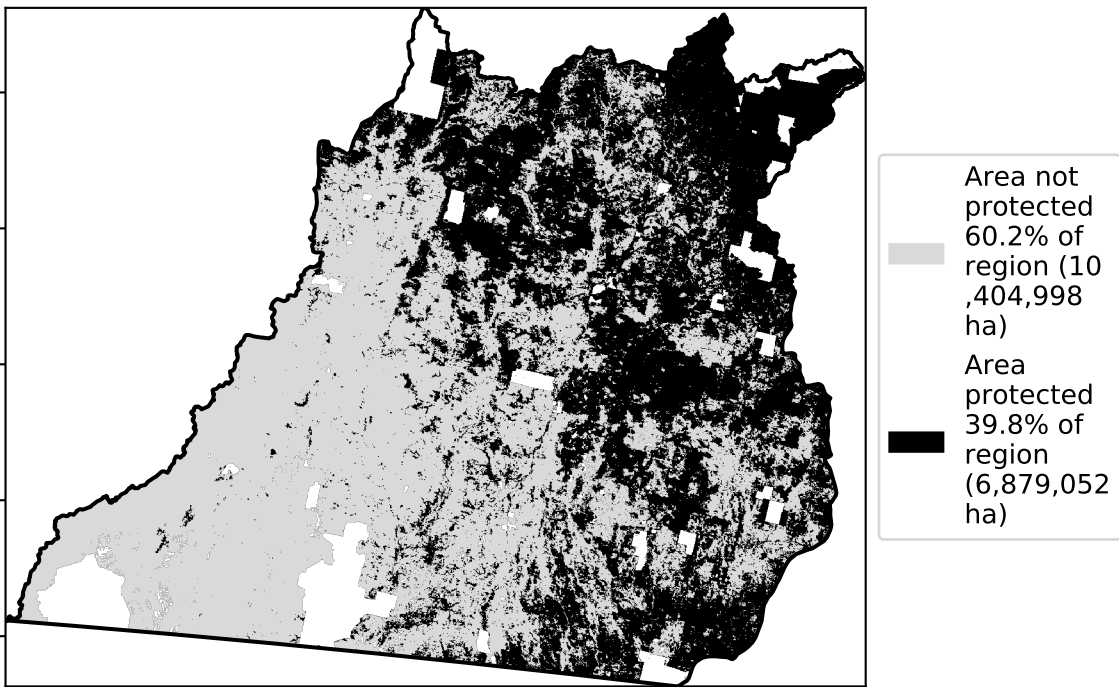 Area not
protected
60.2% of
region (10
,404,998
ha)
Area
protected
39.8% of
region
(6,879,052
ha)